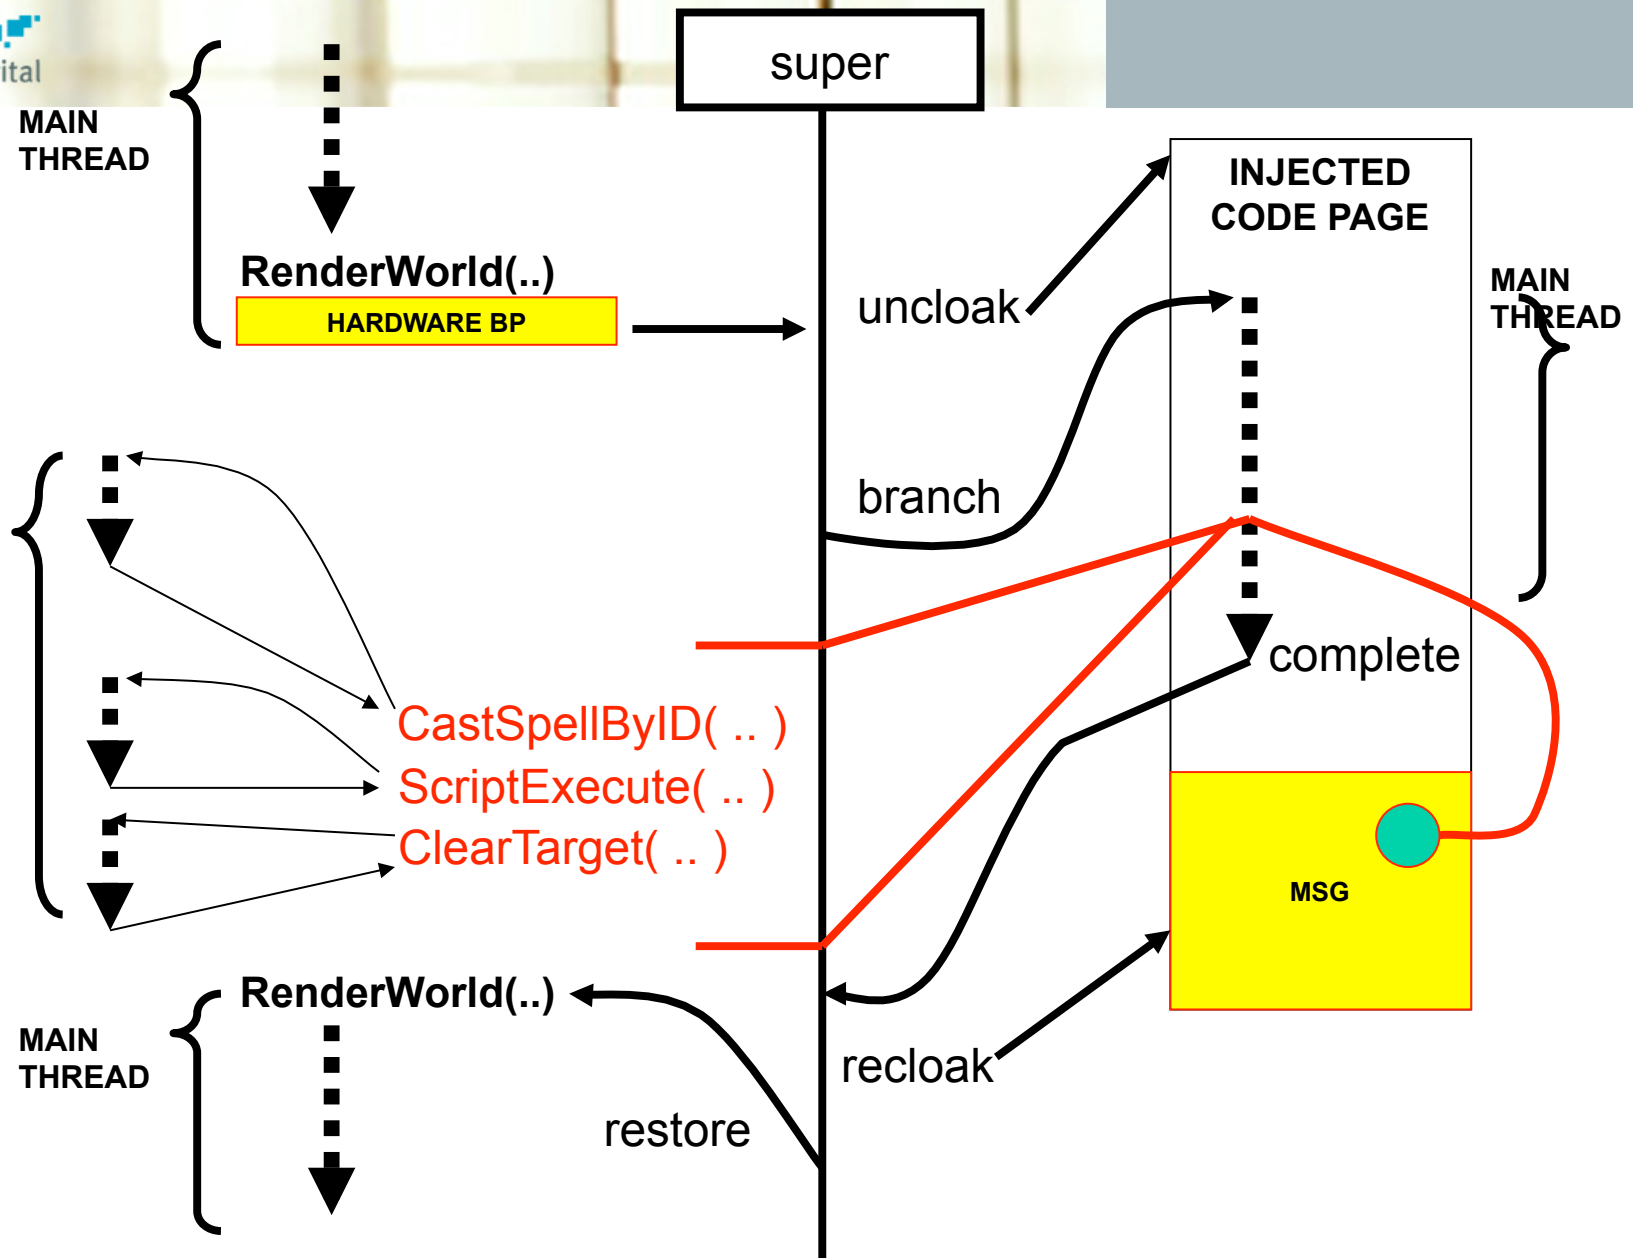 ital
super
MAIN
THREAD
INJECTED
CODE PAGE
RenderWorld(..)
HARDWARE BP
uncloak
MAIN
THREAD
branch
complete
CastSpellByID( .. )
ScriptExecute( .. )
ClearTarget( .. )
MSG
RenderWorld(..)
MAIN
THREAD
recloak
restore